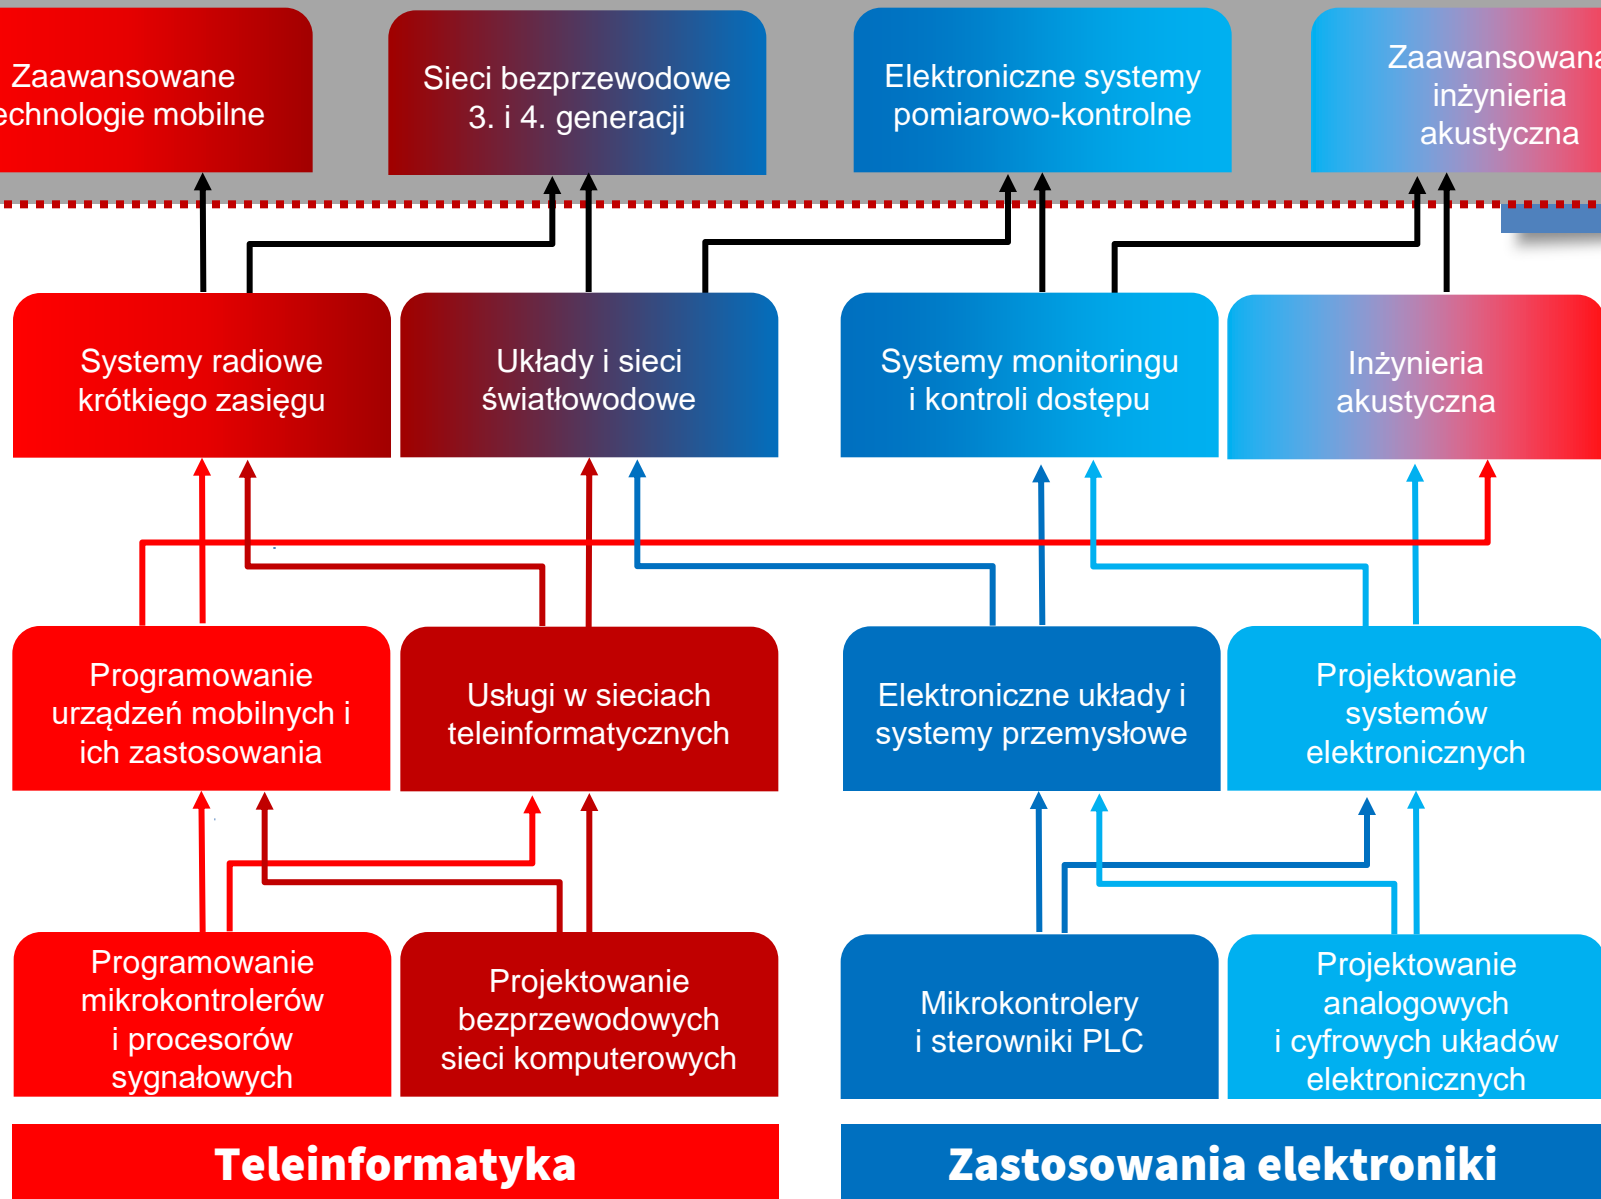 Zaawansowane
echnologie mobilne
Sieci bezprzewodowe
3. i 4. generacji
Elektroniczne systemy
pomiarowo-kontrolne
Zaawansowana
inżynieria
akustyczna
Systemy radiowe
krótkiego zasięgu
Układy i sieci
światłowodowe
Systemy monitoringu
i kontroli dostępu
Inżynieria
akustyczna
Programowanie
urządzeń mobilnych i
ich zastosowania
Usługi w sieciach
teleinformatycznych
Elektroniczne układy i
systemy przemysłowe
Projektowanie
systemów
elektronicznych
Programowanie
mikrokontrolerów
i procesorów
sygnałowych
Projektowanie
bezprzewodowych
sieci komputerowych
Mikrokontrolery
i sterowniki PLC
Projektowanie
analogowych
i cyfrowych układów
elektronicznych
Teleinformatyka
Zastosowania elektroniki